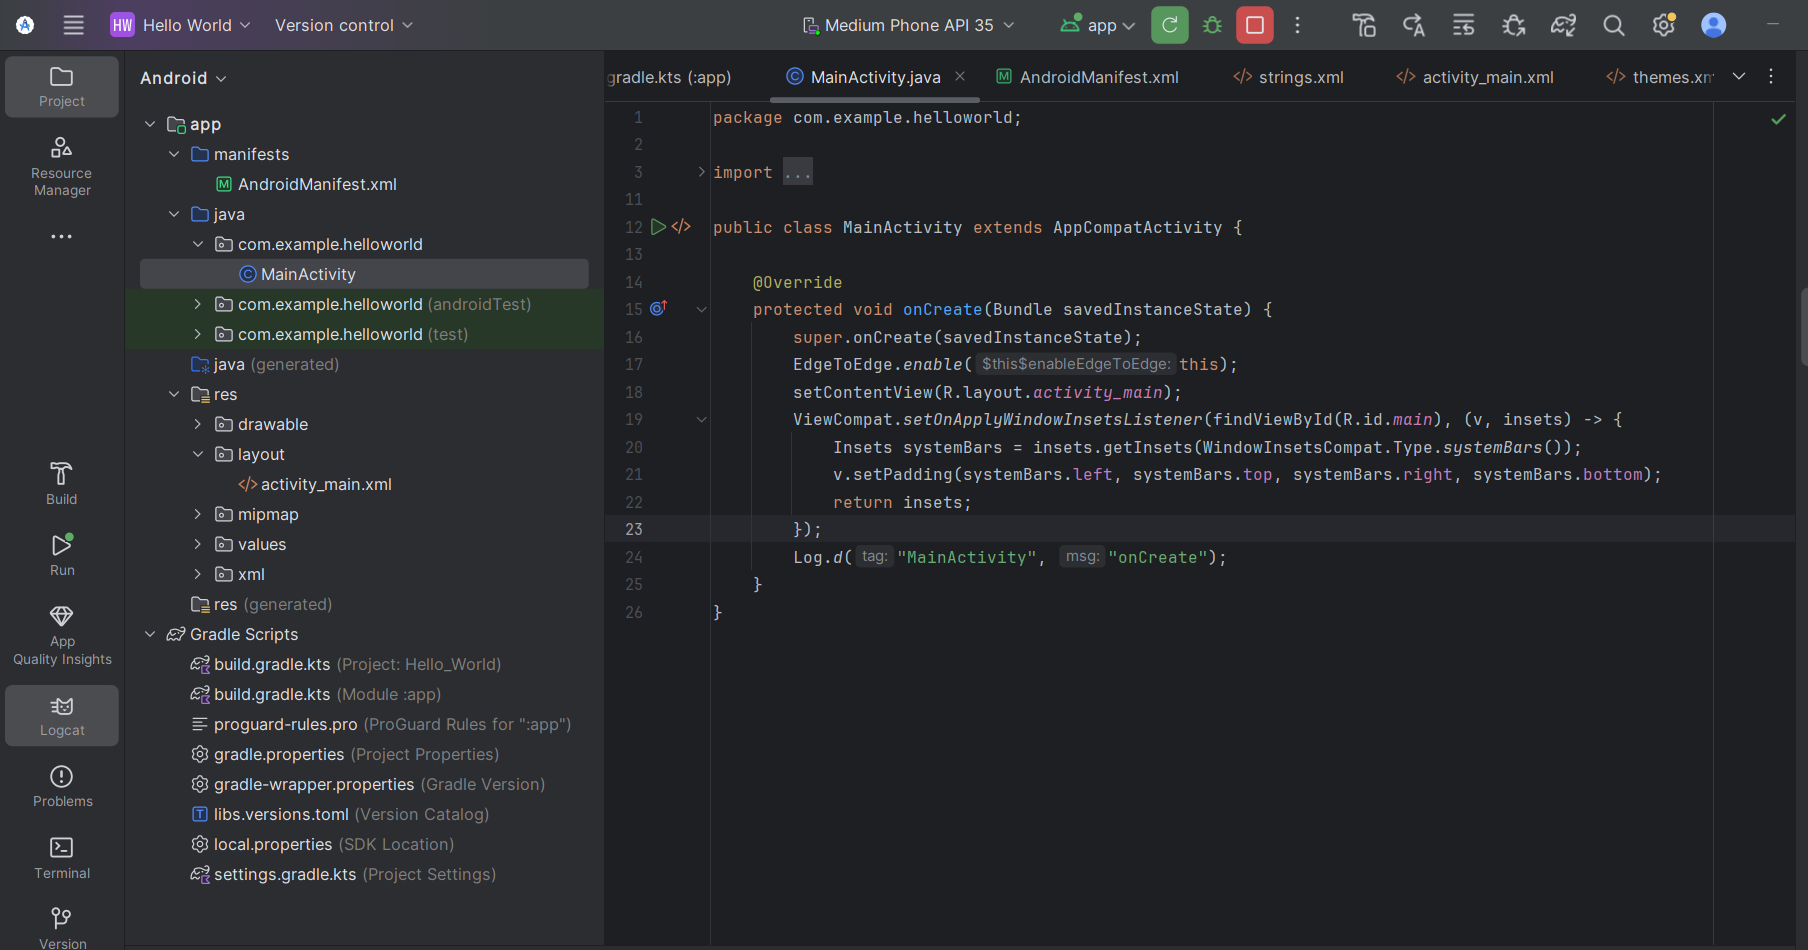 HW Hello World Version control Medium Phone API 35 app
Project
Resource
Manager
Build
Run
App
Quality Insights
Logcat
Problems
Terminal
Version
Android
app
manifests
AndroidManifest.xml
java
com.example.helloworld
MainActivity
com.example.helloworld (androidTest)
com.example.helloworld (test)
java (generated)
res
drawable
layout
activity_main.xml
mipmap
values
xml
res (generated)
Gradle Scripts
build.gradle.kts (Project: Hello_World)
build.gradle.kts (Module :app)
proguard-rules.pro (ProGuard Rules for ":app")
gradle.properties (Project Properties)
gradle-wrapper.properties (Gradle Version)
libs.versions.toml (Version Catalog)
local.properties (SDK Location)
settings.gradle.kts (Project Settings)
gradle.kts (:app) MainActivity.java AndroidManifest.xml strings.xml activity_main.xml themes.xm
1 package com.example.helloworld;
2
3 import ...
11
12 public class MainActivity extends AppCompatActivity {
13
14 @Override
15 protected void onCreate(Bundle savedInstanceState) {
16 super.onCreate(savedInstanceState);
17 EdgeToEdge.enable( $this$enableEdgeToEdge: this);
18 setContentView(R.layout.activity_main);
19 ViewCompat.setOnApplyWindowInsetsListener(findViewById(R.id.main), (v, insets) -> {
20 Insets systemBars = insets.getInsets(WindowInsetsCompat.Type.systemBars());
21 v.setPadding(systemBars.left, systemBars.top, systemBars.right, systemBars.bottom);
22 return insets;
23 });
24 Log.d( tag: "MainActivity", msg: "onCreate");
25 }
26 }